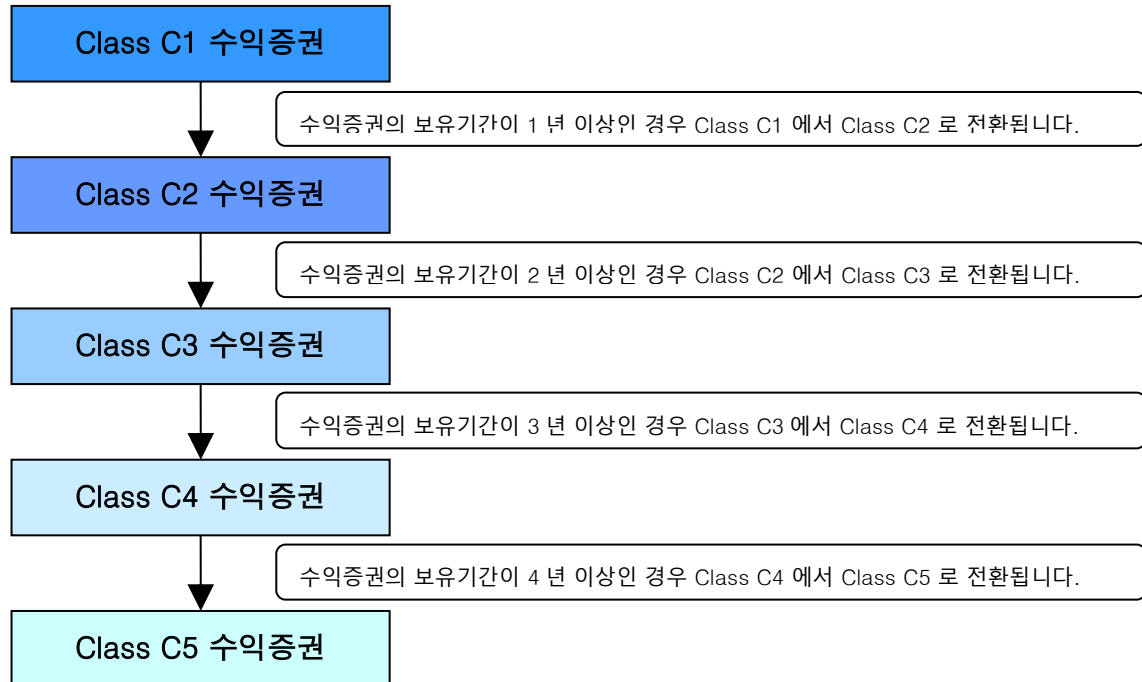 Class C1 수익증권
수익증권의 보유기간이 1 년 이상인 경우 Class C1 에서 Class C2 로 전환됩니다.
Class C2 수익증권
수익증권의 보유기간이 2 년 이상인 경우 Class C2 에서 Class C3 로 전환됩니다.
Class C3 수익증권
수익증권의 보유기간이 3 년 이상인 경우 Class C3 에서 Class C4 로 전환됩니다.
Class C4 수익증권
수익증권의 보유기간이 4 년 이상인 경우 Class C4 에서 Class C5 로 전환됩니다.
Class C5 수익증권